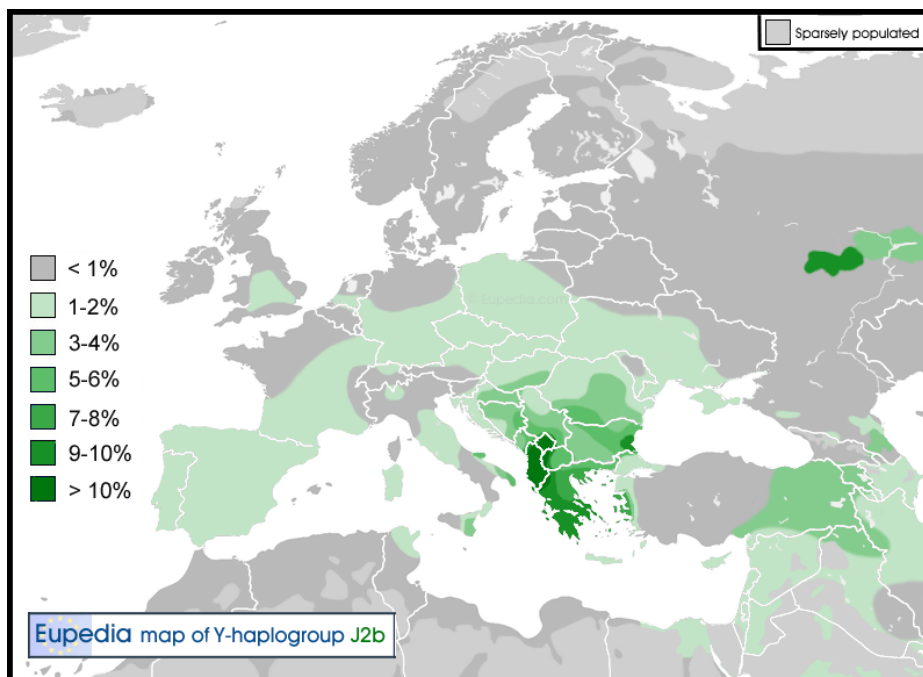 Sparsely populated
© Eupedia.com
< 1%
1-2%
3-4%
5-6%
7-8%
9-10%
> 10%
Eupedia map of Y-haplogroup J2b